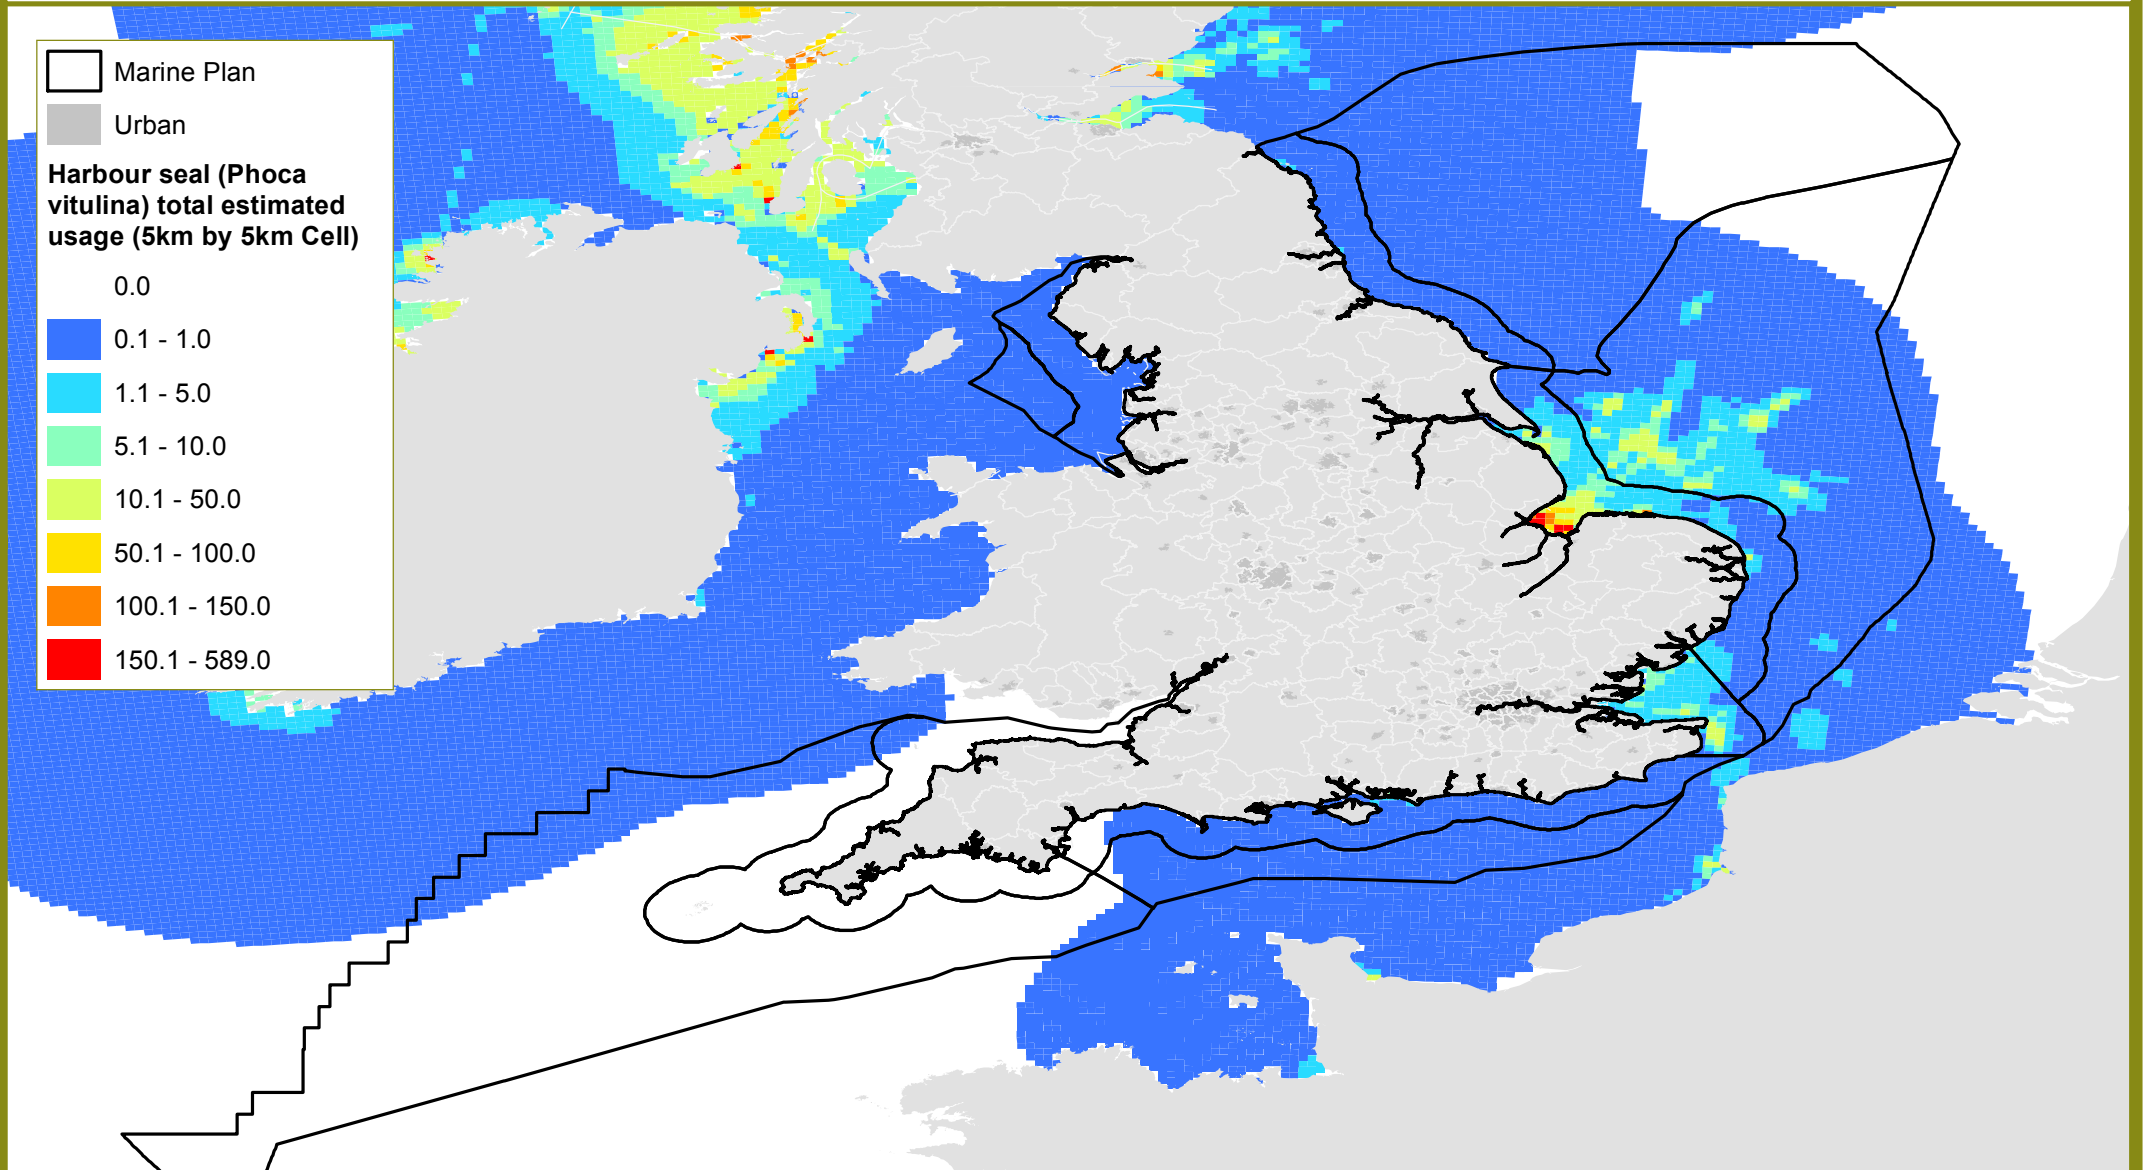 Marine Plan
Urban
Harbour seal (Phoca
vitulina) total estimated
usage (5km by 5km Cell)
0.0
0.1 - 1.0
1.1 - 5.0
5.1 - 10.0
10.1 - 50.0
50.1 - 100.0
100.1 - 150.0
150.1 - 589.0